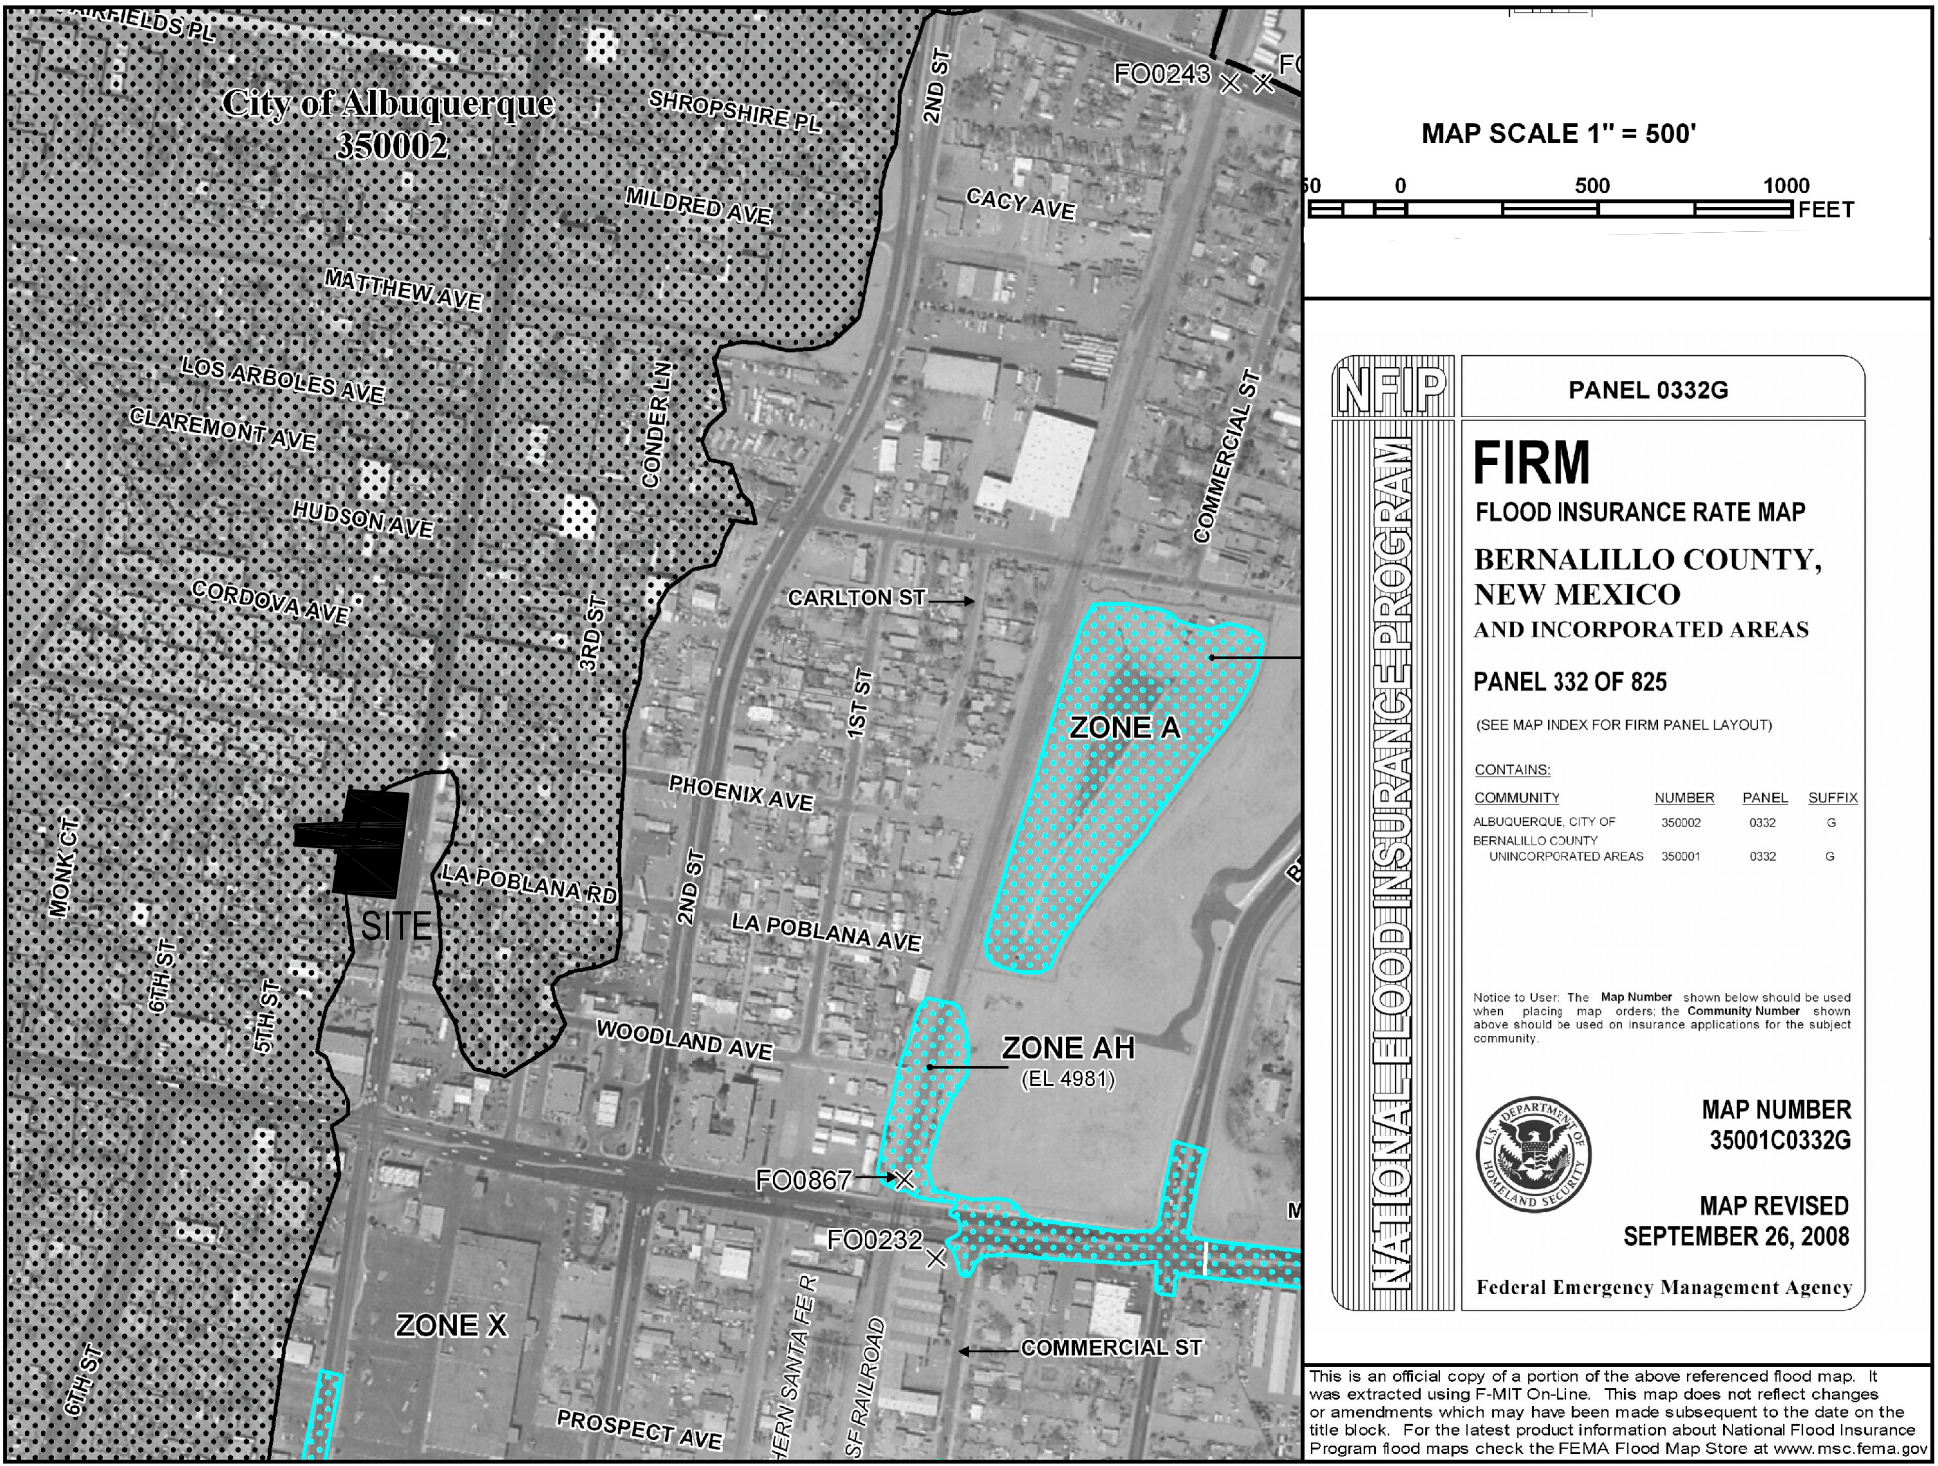 City of Albuquerque
350002
SHROPSHIRE PL
MILDRED AVE
MATTHEW AVE
LOS ARBOLES AVE
CLAREMONT AVE
HUDSON AVE
CORDOVA AVE
CONDER LN
3RD ST
2ND ST
FO0243
CACY AVE
COMMERCIAL ST
CARLTON ST
1ST ST
ZONE A
PHOENIX AVE
MONK CT
LA POBLANA RD
SITE
2ND ST
LA POBLANA AVE
6TH ST
5TH ST
WOODLAND AVE
ZONE AH
(EL 4981)
FO0867
FO0232
ZONE X
COMMERCIAL ST
6TH ST
PROSPECT AVE
HERN SANTA FE R
SF RAILROAD
MAP SCALE 1" = 500'
0 500 1000
FEET
NFIP
NATIONAL FLOOD INSURANCE PROGRAM
PANEL 0332G
FIRM
FLOOD INSURANCE RATE MAP
BERNALILLO COUNTY,
NEW MEXICO
AND INCORPORATED AREAS
PANEL 332 OF 825
(SEE MAP INDEX FOR FIRM PANEL LAYOUT)
CONTAINS:
COMMUNITY NUMBER PANEL SUFFIX
ALBUQUERQUE, CITY OF 350002 0332 G
BERNALILLO COUNTY
UNINCORPORATED AREAS 350001 0332 G
Notice to User: The Map Number shown below should be used
when placing map orders; the Community Number shown
above should be used on insurance applications for the subject
community.
U.S. DEPARTMENT OF
HOMELAND SECURITY
MAP NUMBER
35001C0332G
MAP REVISED
SEPTEMBER 26, 2008
Federal Emergency Management Agency
This is an official copy of a portion of the above referenced flood map. It
was extracted using F-MIT On-Line. This map does not reflect changes
or amendments which may have been made subsequent to the date on the
title block. For the latest product information about National Flood Insurance
Program flood maps check the FEMA Flood Map Store at www.msc.fema.gov